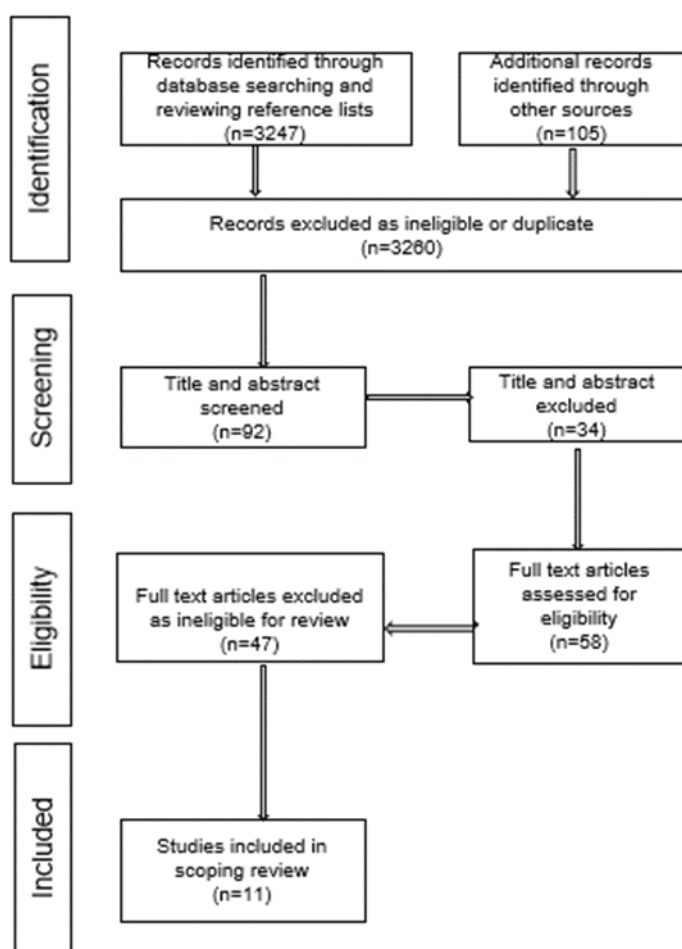 Identification
Records identified through
database searching and
reviewing reference lists
(n=3247)
Additional records
identified through
other sources
(n=105)
Records excluded as ineligible or duplicate
(n=3260)
Screening
Title and abstract
screened
(n=92)
Title and abstract
excluded
(n=34)
Eligibility
Full text articles excluded
as ineligible for review
(n=47)
Full text articles
assessed for
eligibility
(n=58)
Included
Studies included in
scoping review
(n=11)